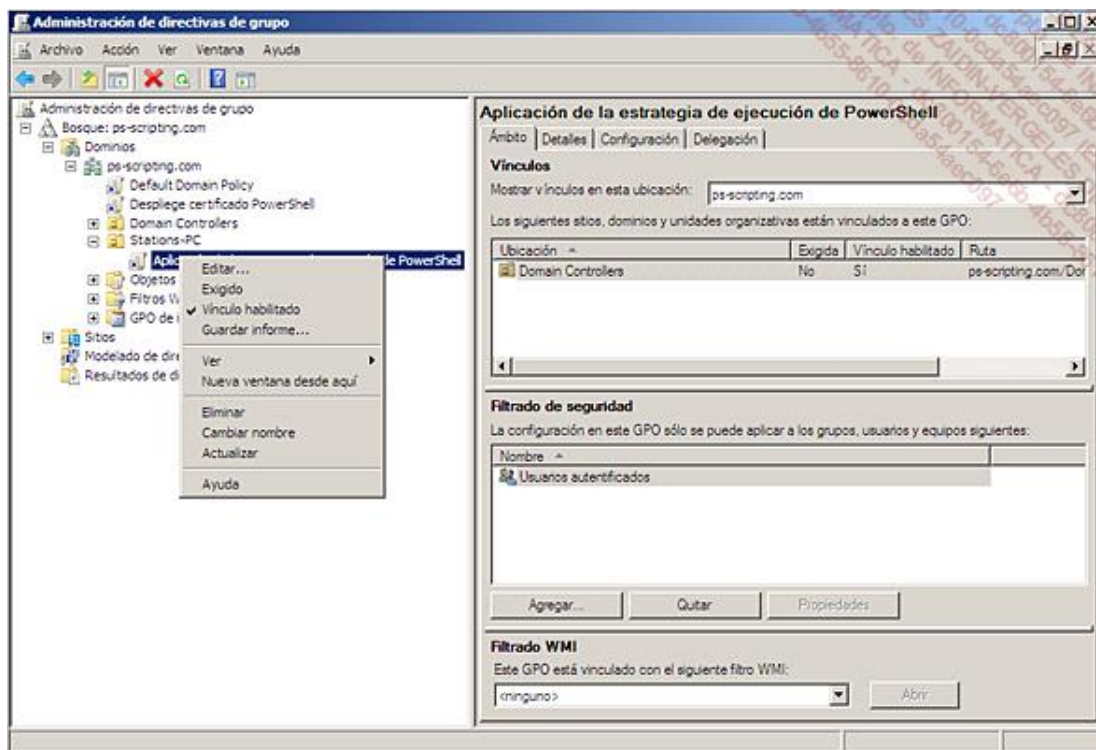 Administración de directivas de grupo
Archivo Acción Ver Ventana Ayuda
Administración de directivas de grupo
Bosque: ps-scripting.com
Dominios
ps-scripting.com
Default Domain Policy
Despliege certificado PowerShell
Domain Controllers
Stations-PC
de PowerShell
Objetos
Filtros
GPO de
Sitios
Modelado de
Resultados de
Editar...
Exigido
Vínculo habilitado
Guardar informe...
Ver
Nueva ventana desde aquí
Eliminar
Cambiar nombre
Actualizar
Ayuda
Aplicación de la estrategia de ejecución de PowerShell
Ámbito Detalles Configuración Delegación
Vínculos
Mostrar vínculos en esta ubicación: ps-scripting.com
Los siguientes sitios, dominios y unidades organizativas están vinculados a este GPO:
Ubicación Exigida Vínculo habilitado Ruta
Domain Controllers No Sí ps-scripting.com/Dor
Filtrado de seguridad
La configuración en este GPO sólo se puede aplicar a los grupos, usuarios y equipos siguientes:
Nombre
Usuarios autentificados
Agregar... Quitar Propiedades
Filtrado WMI
Este GPO está vinculado con el siguiente filtro WMI:
<ninguno> Abrir